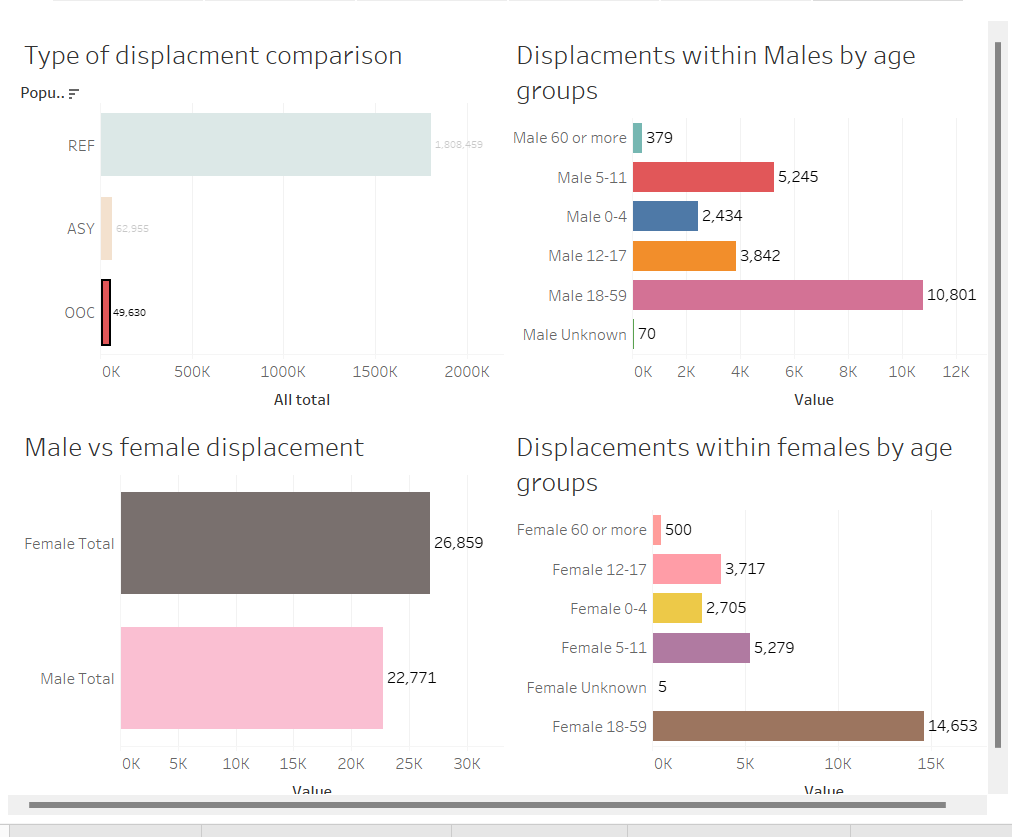 Type of displacment comparison
Popu..
REF
1,808,459
ASY
62,955
OOC
49,630
0K 500K 1000K 1500K 2000K
All total
Displacments within Males by age
groups
Male 60 or more 379
Male 5-11 5,245
Male 0-4 2,434
Male 12-17 3,842
Male 18-59 10,801
Male Unknown 70
0K 2K 4K 6K 8K 10K 12K
Value
Male vs female displacement
Female Total 26,859
Male Total 22,771
0K 5K 10K 15K 20K 25K 30K
Value
Displacements within females by age
groups
Female 60 or more 500
Female 12-17 3,717
Female 0-4 2,705
Female 5-11 5,279
Female Unknown 5
Female 18-59 14,653
0K 5K 10K 15K
Value